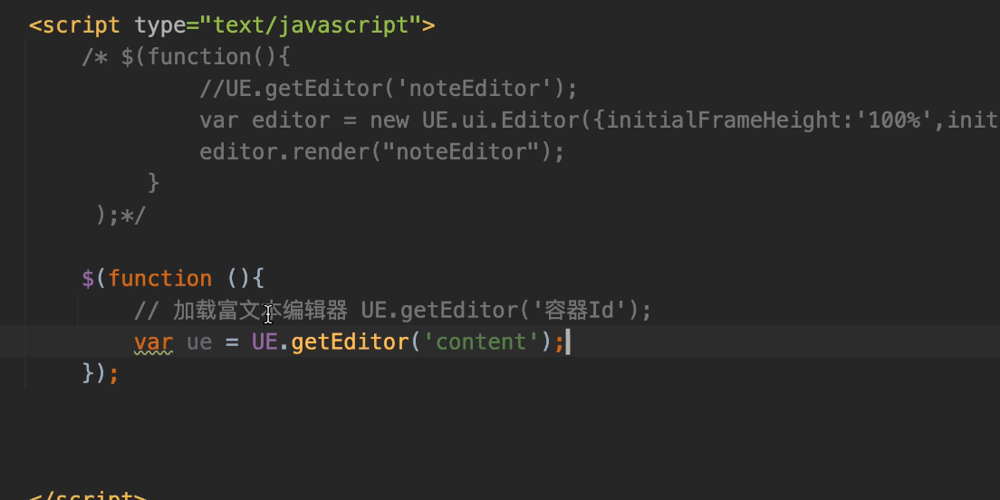 <script type="text/javascript">
/* $(function(){
//UE.getEditor('noteEditor');
var editor = new UE.ui.Editor({initialFrameHeight:'100%',init
editor.render("noteEditor");
}
);*/
$(function (){
// 加载富文本编辑器 UE.getEditor('容器Id');
var ue = UE.getEditor('content');
});
</script>